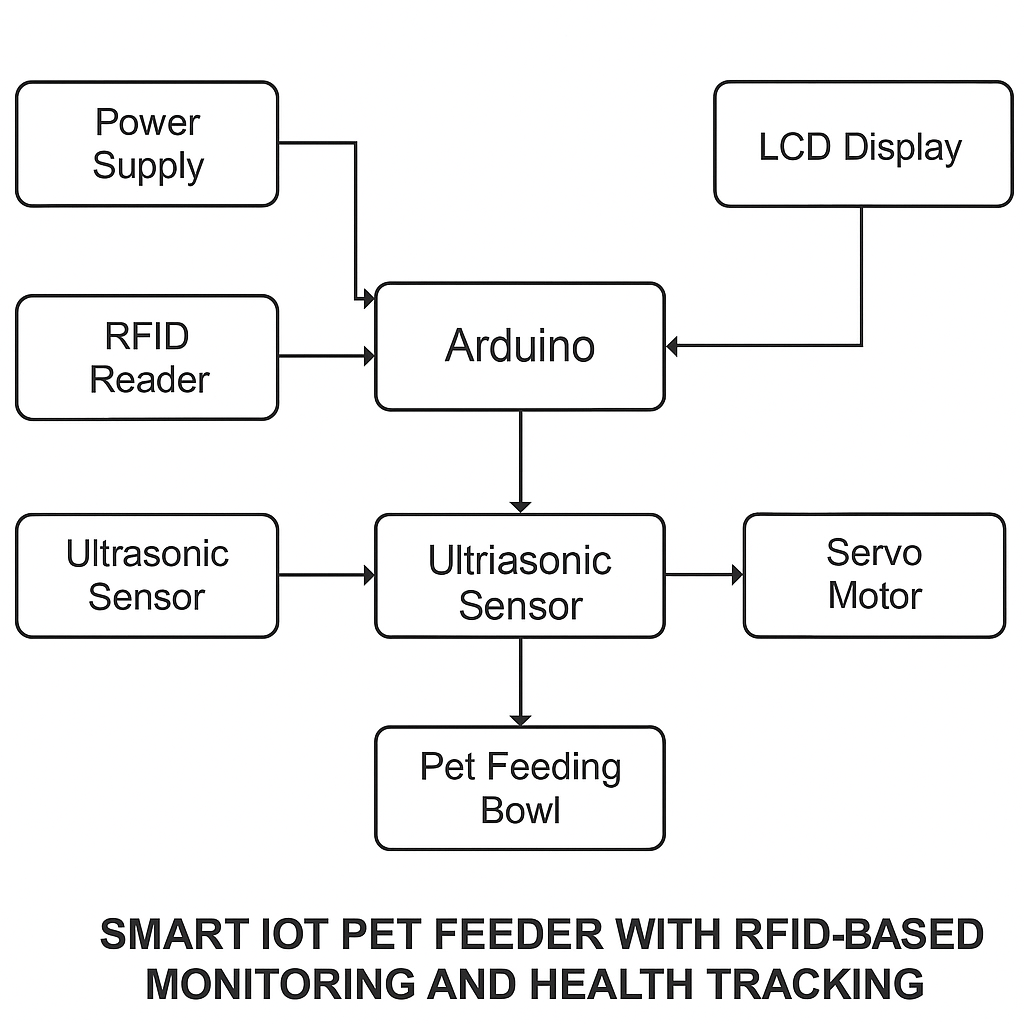 Power
Supply
LCD Display
RFID
Reader
Arduino
Ultrasonic
Sensor
Ultriasonic
Sensor
Servo
Motor
Pet Feeding
Bowl
SMART IOT PET FEEDER WITH RFID-BASED
MONITORING AND HEALTH TRACKING